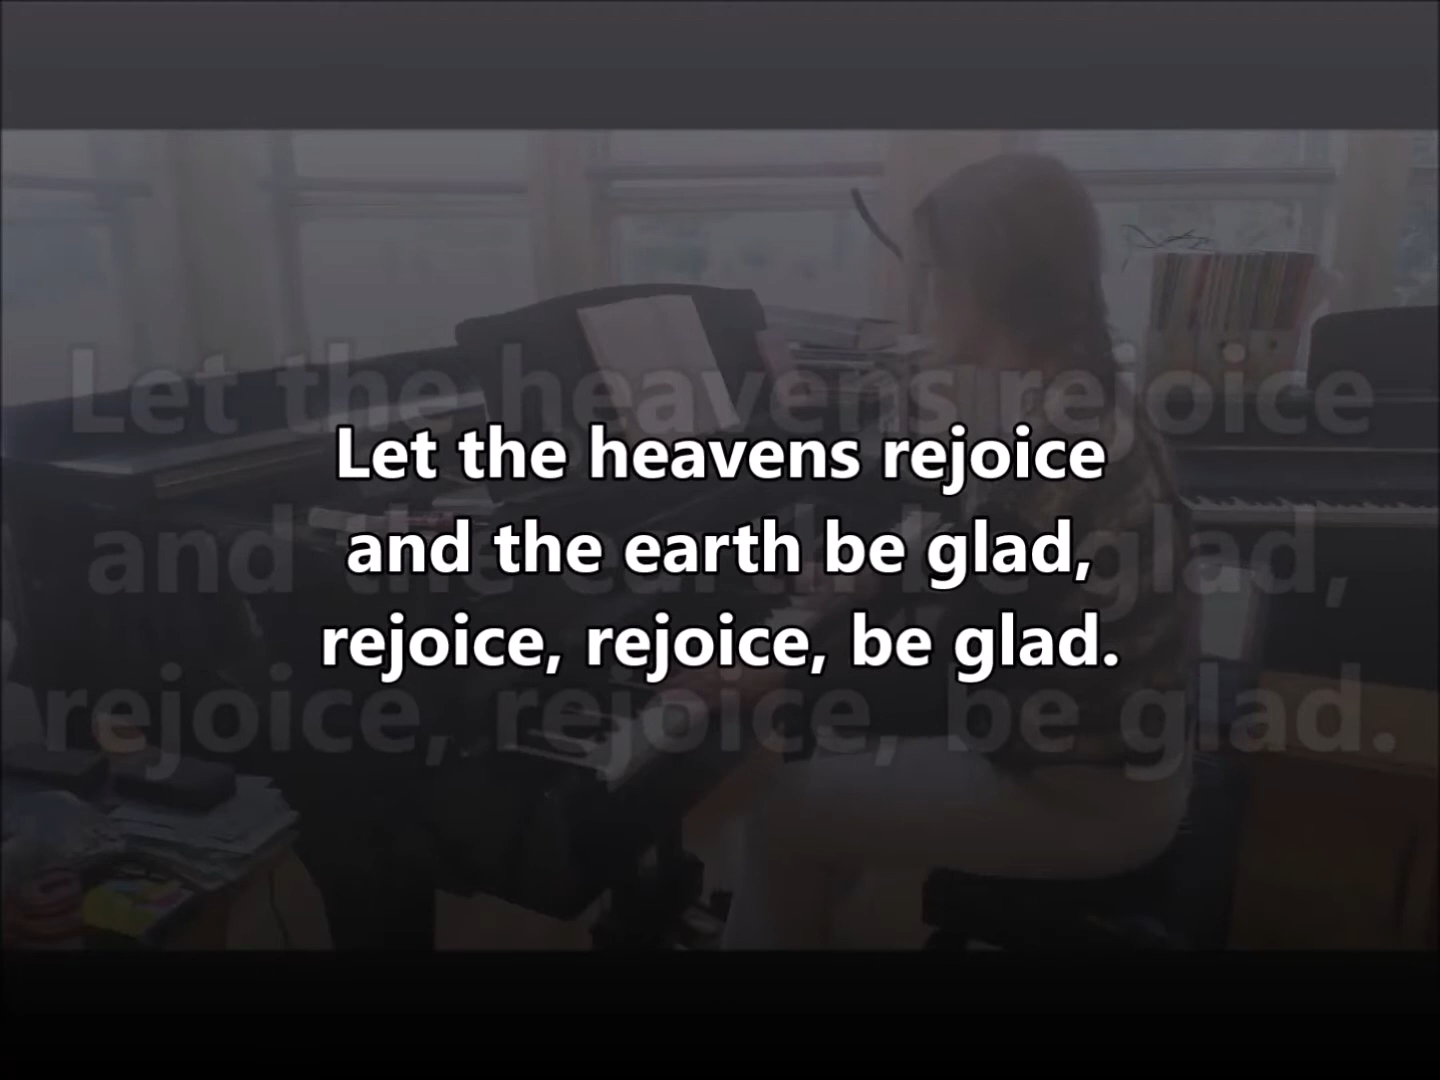 Let the heavens rejoice
and the earth be glad,
rejoice, rejoice, be glad.